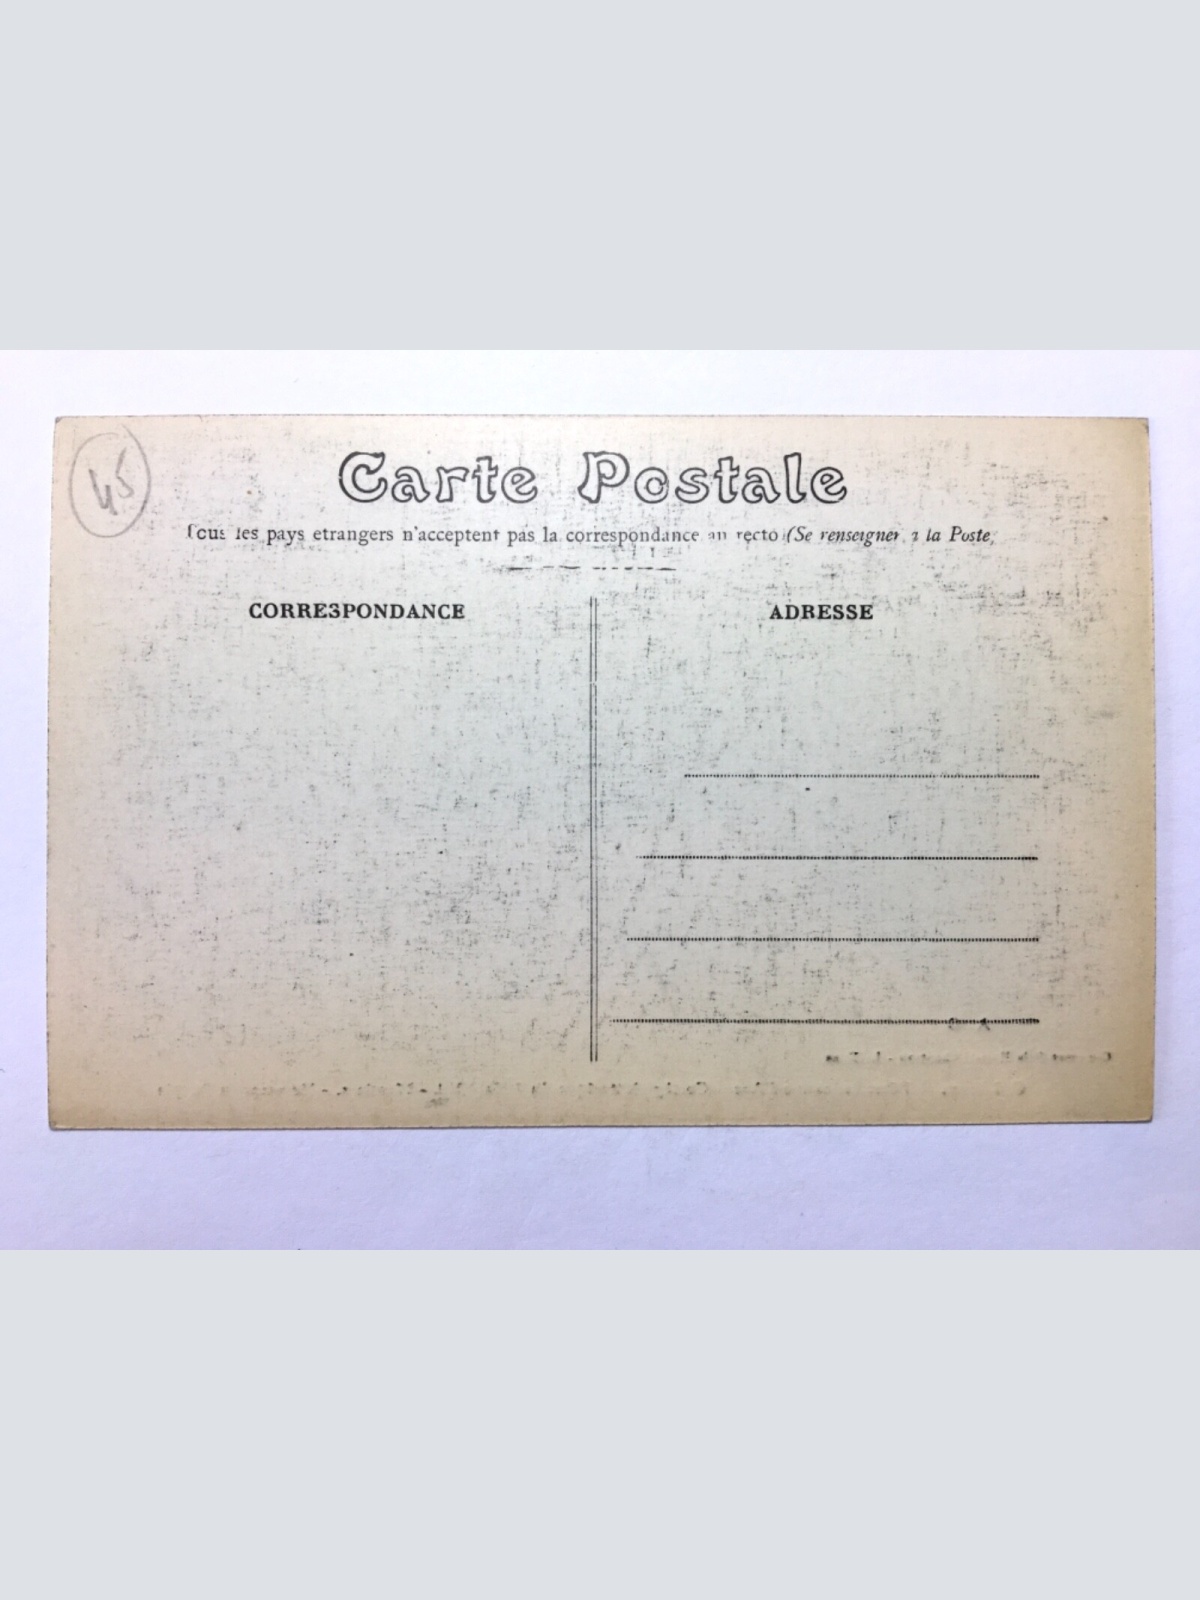 45
Carte Postale
Tous les pays etrangers n'acceptent pas la correspondance au recto (Se renseigner a la Poste)
CORRESPONDANCE
ADRESSE